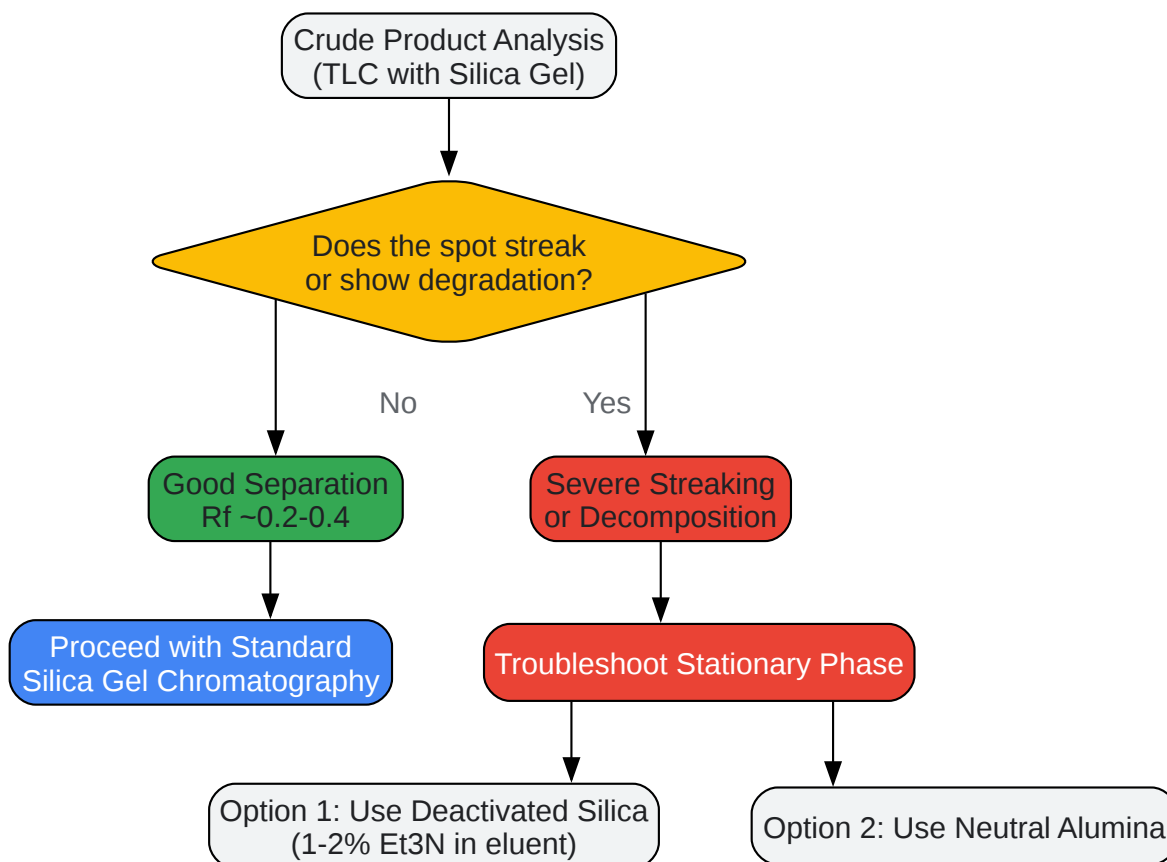 Crude Product Analysis
(TLC with Silica Gel)
Does the spot streak
or show degradation?
No
Yes
Good Separation
Rf ~0.2-0.4
Severe Streaking
or Decomposition
Proceed with Standard
Silica Gel Chromatography
Troubleshoot Stationary Phase
Option 1: Use Deactivated Silica
(1-2% Et3N in eluent)
Option 2: Use Neutral Alumina